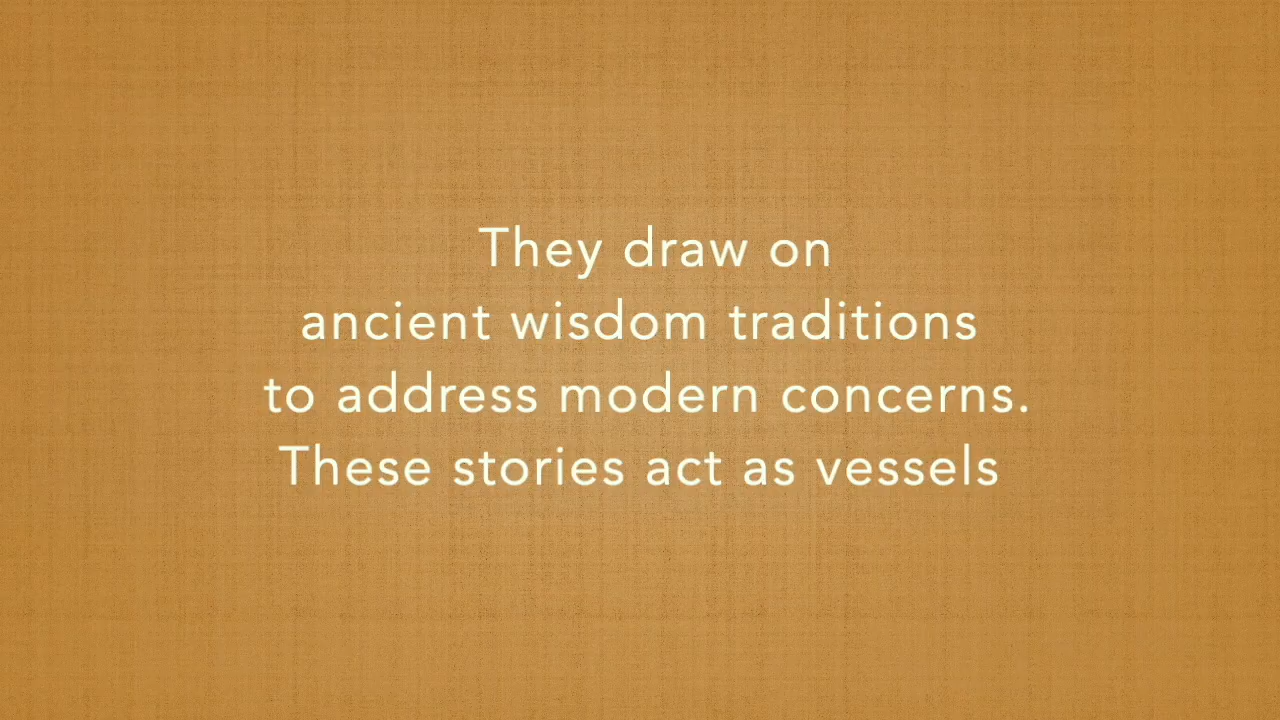 They draw on
ancient wisdom traditions
to address modern concerns.
These stories act as vessels